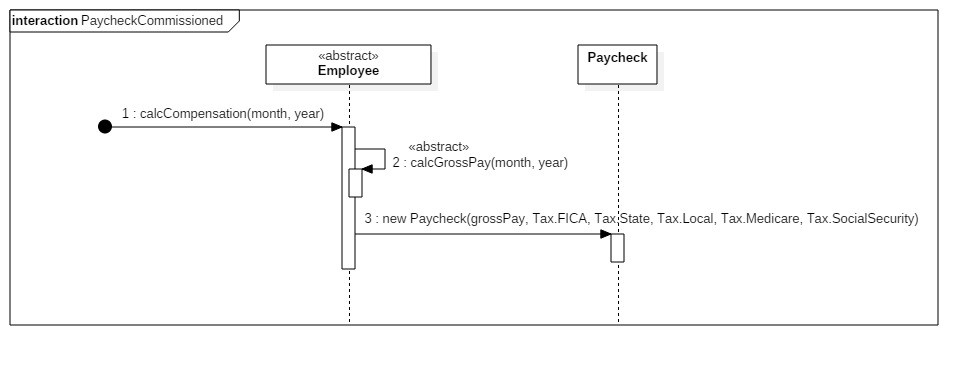 interaction PaycheckCommissioned
«abstract»
Employee
Paycheck
1 : calcCompensation(month, year)
«abstract»
2 : calcGrossPay(month, year)
3 : new Paycheck(grossPay, Tax.FICA, Tax.State, Tax.Local, Tax.Medicare, Tax.SocialSecurity)